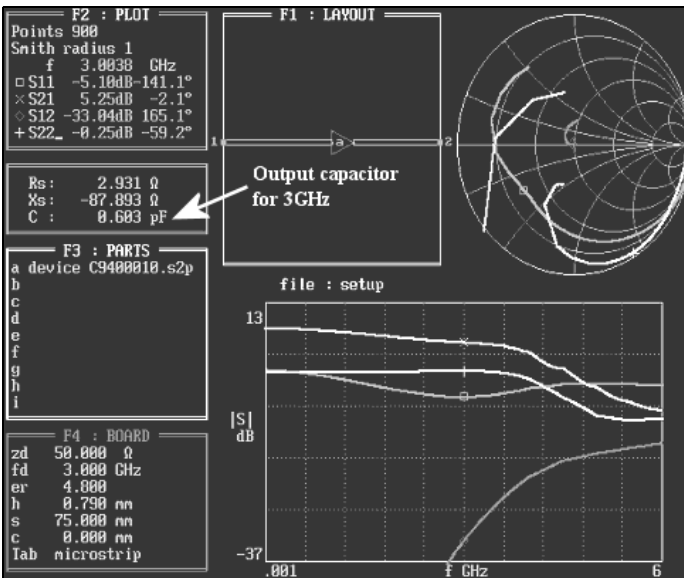 F2 : PLOT
Points 900
Smith radius 1
f 3.0038 GHz
S11 -5.10dB-141.1°
×S21 5.25dB -2.1°
◇S12 -33.04dB 165.1°
+S22_ -0.25dB -59.2°
Rs: 2.931 Ω
Xs: -87.893 Ω
C : 0.603 pF
F3 : PARTS
a device C9400010.s2p
b
c
d
e
f
g
h
i
F4 : BOARD
zd 50.000 Ω
fd 3.000 GHz
er 4.800
h 0.790 mm
s 75.000 mm
c 0.000 mm
Tab microstrip
F1 : LAYOUT
1 a 2
Output capacitor
for 3GHz
file : setup
13
|S|
dB
-37
.001 f GHz 6